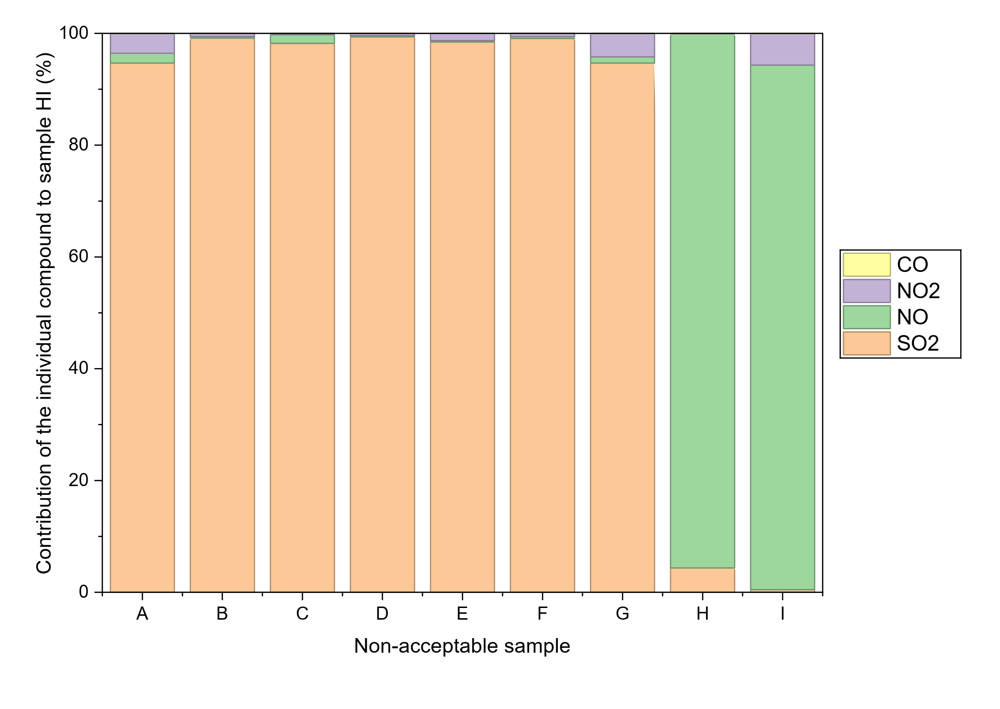 Contribution of the individual compound to sample HI (%)
100
80
60
40
20
0
A B C D E F G H I
Non-acceptable sample
CO
NO2
NO
SO2